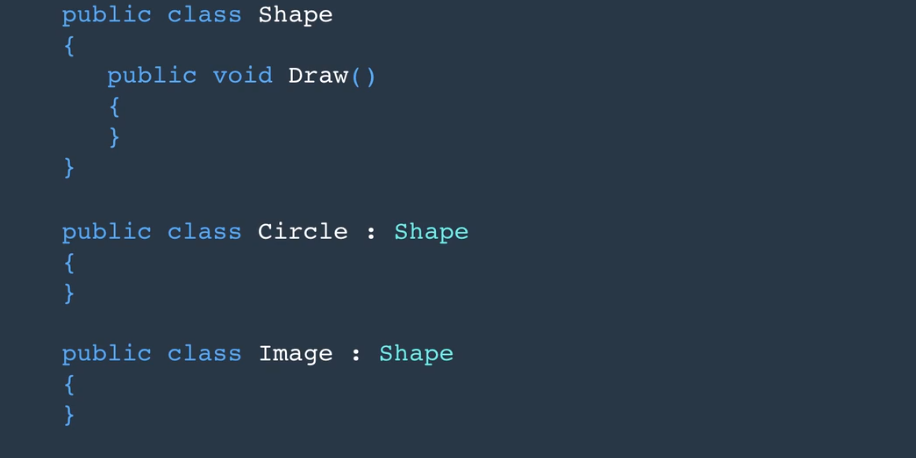 public class Shape
{
public void Draw()
{
}
}
public class Circle : Shape
{
}
public class Image : Shape
{
}